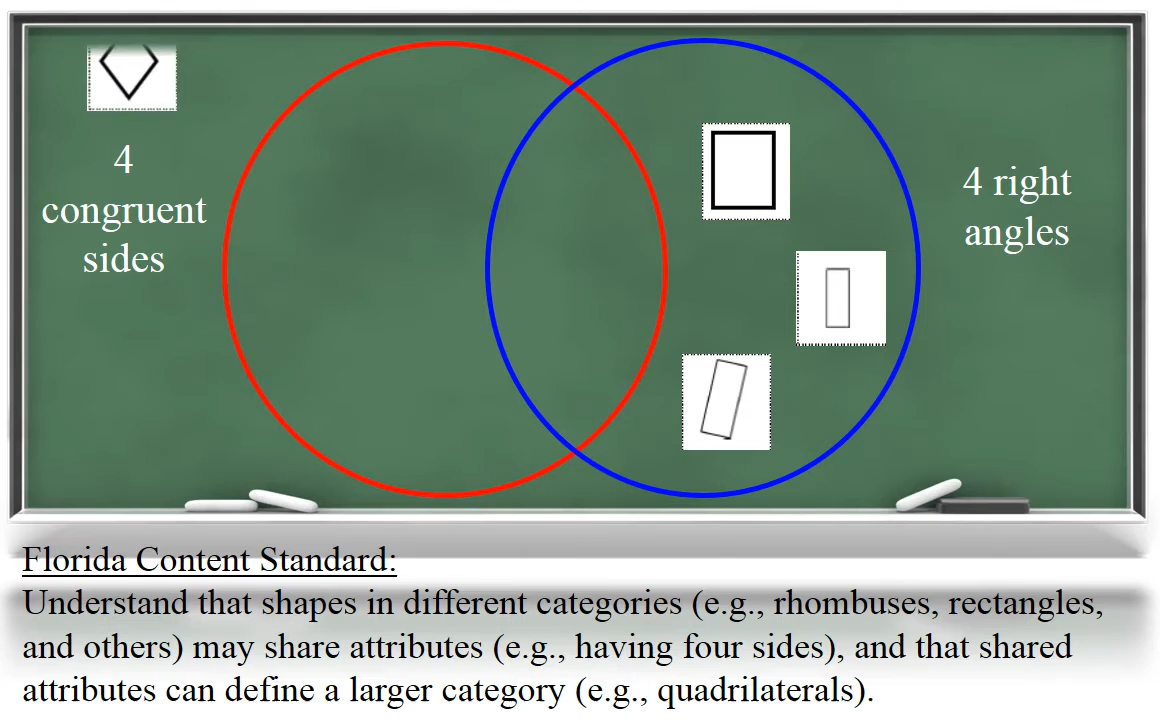 4
congruent
sides
4 right
angles
Florida Content Standard:
Understand that shapes in different categories (e.g., rhombuses, rectangles,
and others) may share attributes (e.g., having four sides), and that shared
attributes can define a larger category (e.g., quadrilaterals).